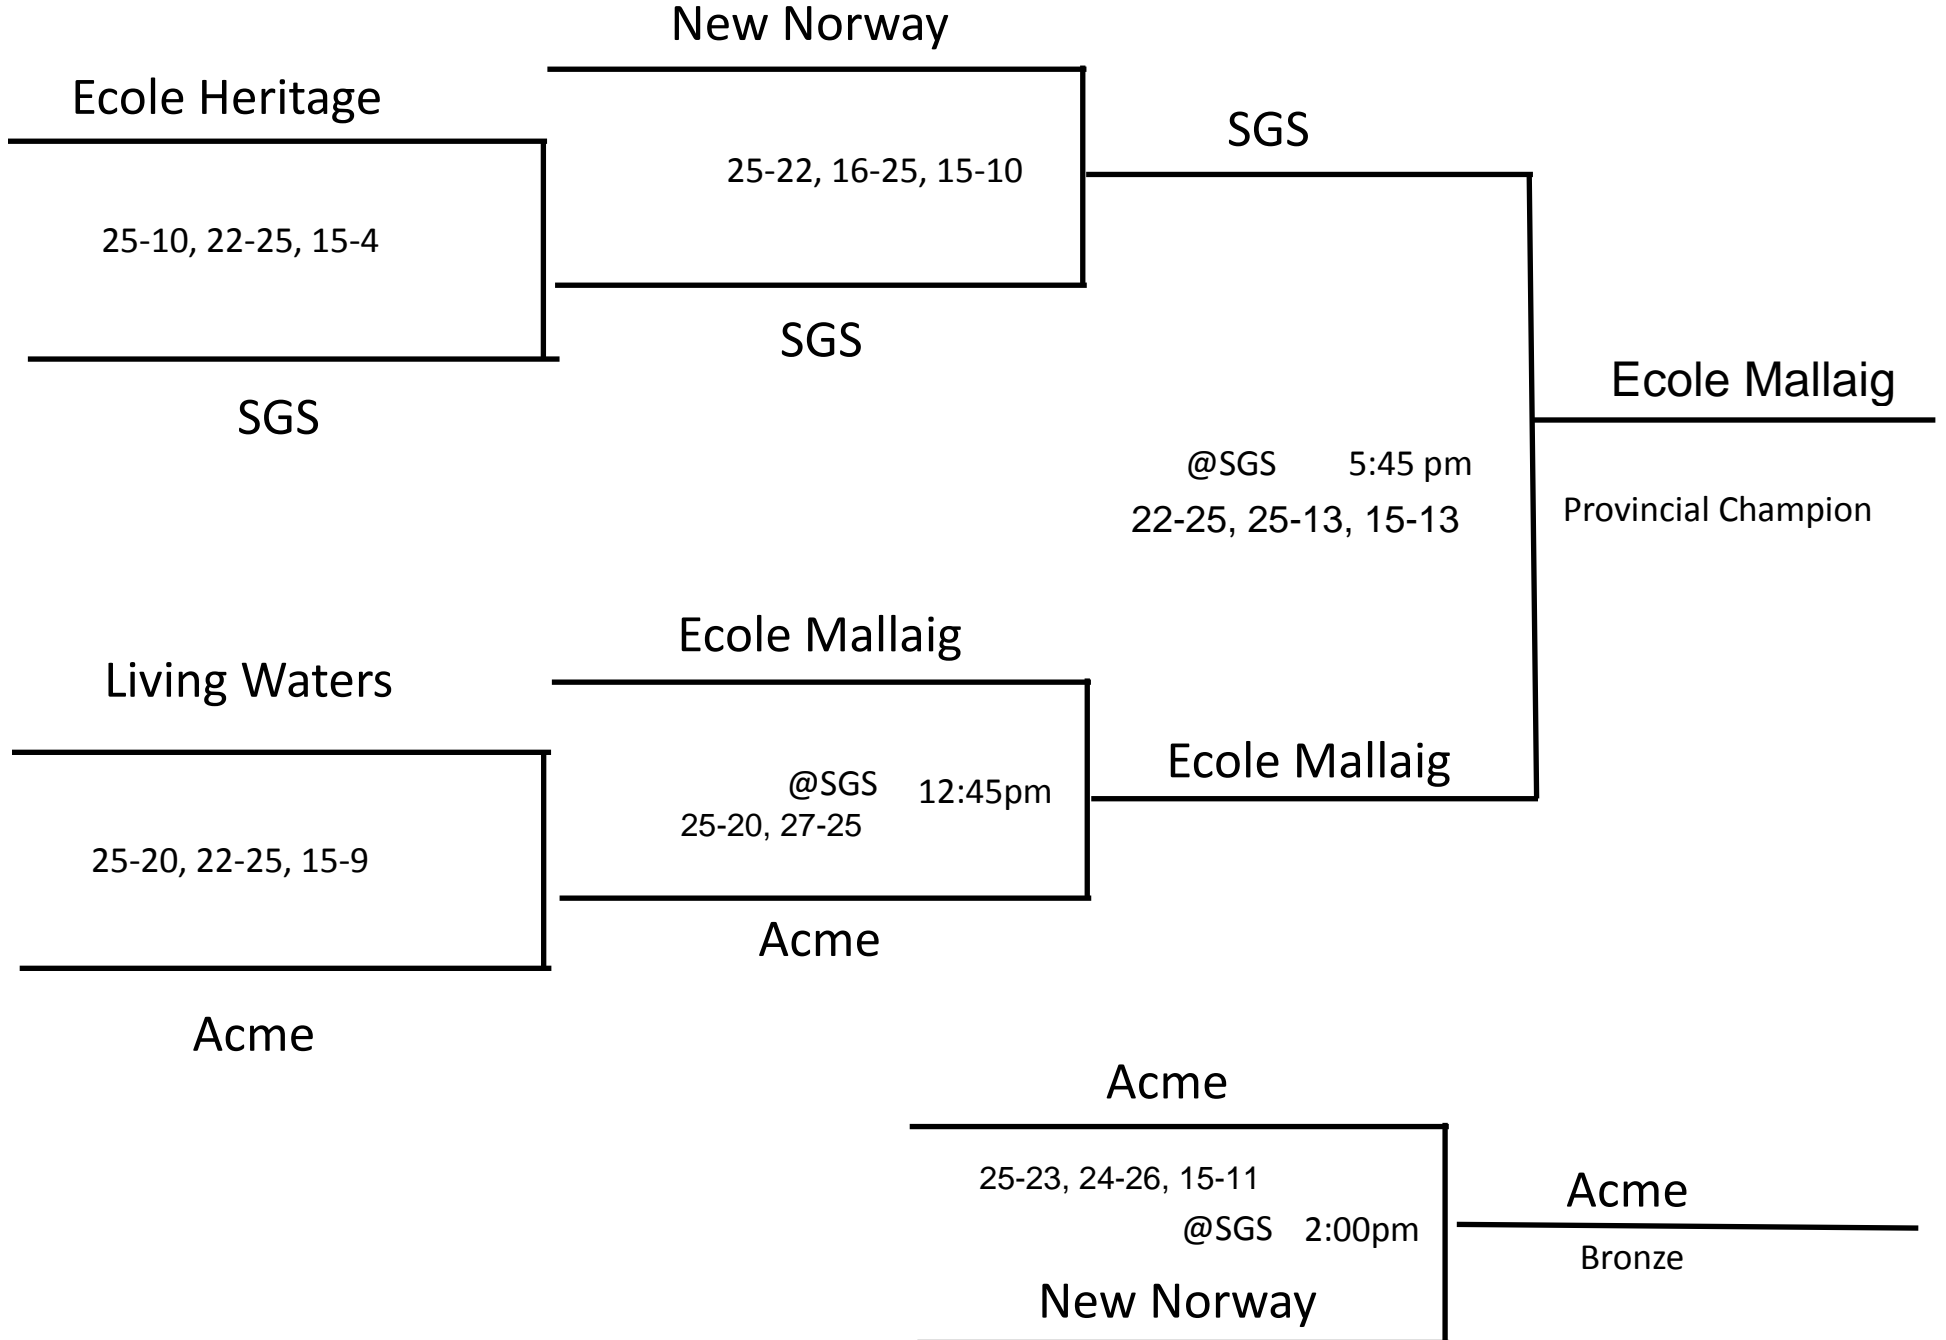 New Norway
Ecole Heritage
SGS
25-22, 16-25, 15-10
25-10, 22-25, 15-4
SGS
SGS
Ecole Mallaig
@SGS 5:45 pm
22-25, 25-13, 15-13
Provincial Champion
Ecole Mallaig
Living Waters
Ecole Mallaig
@SGS 12:45pm
25-20, 27-25
25-20, 22-25, 15-9
Acme
Acme
Acme
25-23, 24-26, 15-11
Acme
@SGS 2:00pm
Bronze
New Norway